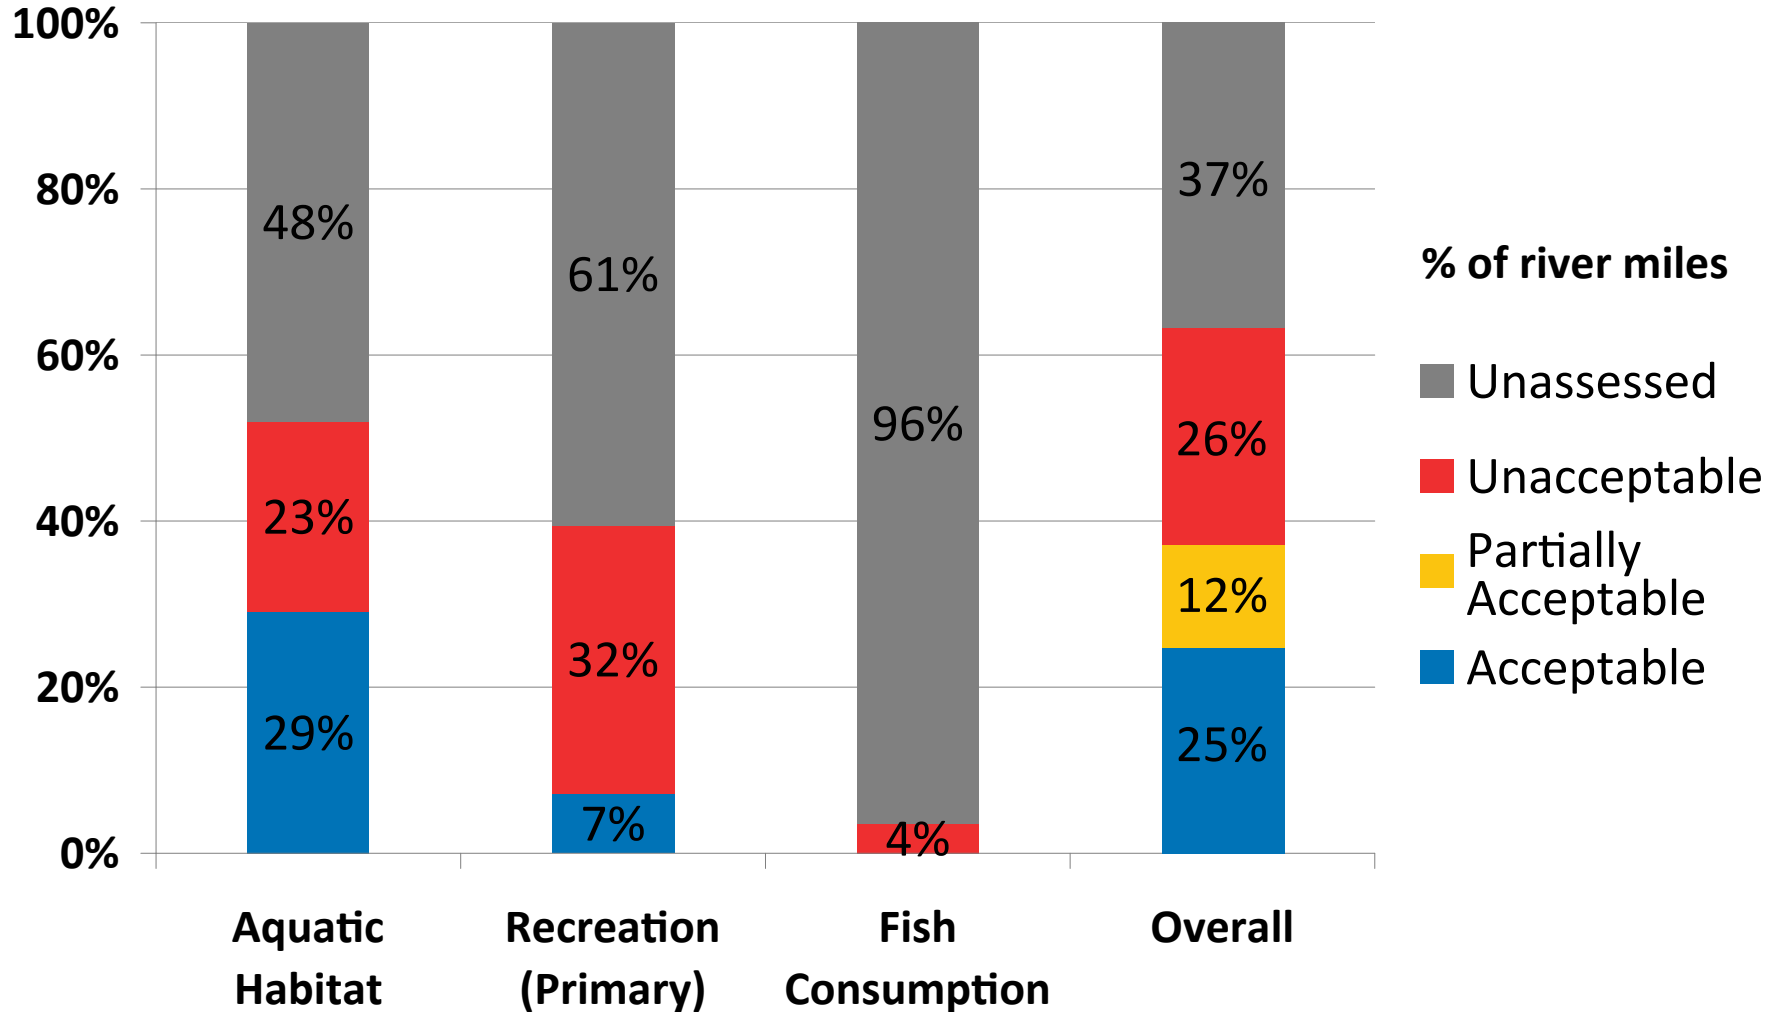 100%
80%
60%
40%
20%
0%
48%
23%
29%
61%
32%
7%
96%
4%
37%
26%
12%
25%
Aquatic
Habitat
Recreation
(Primary)
Fish
Consumption
Overall
% of river miles
Unassessed
Unacceptable
Partially
Acceptable
Acceptable